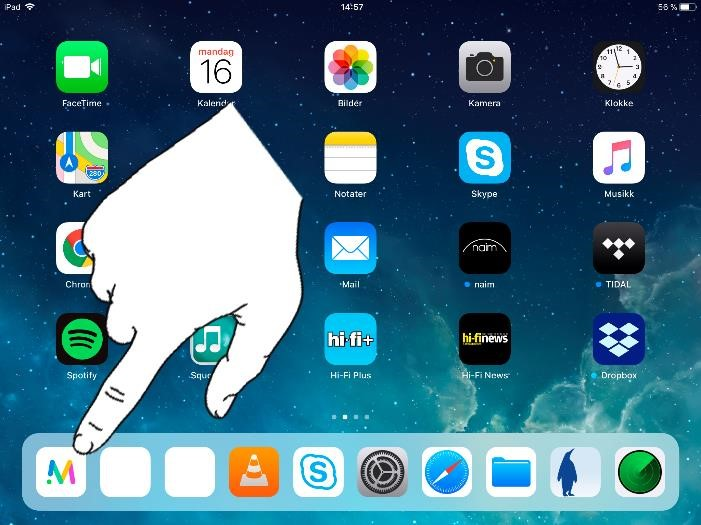 iPad
14:57
56 %
mandag
16
Kalender
FaceTime
Bilder
Kamera
Klokke
Kart
280
Notater
Skype
Musikk
Mail
naim
naim
TIDAL
Spotify
hi-fi+
hi-finews
Hi-Fi Plus
Hi-Fi News
Dropbox